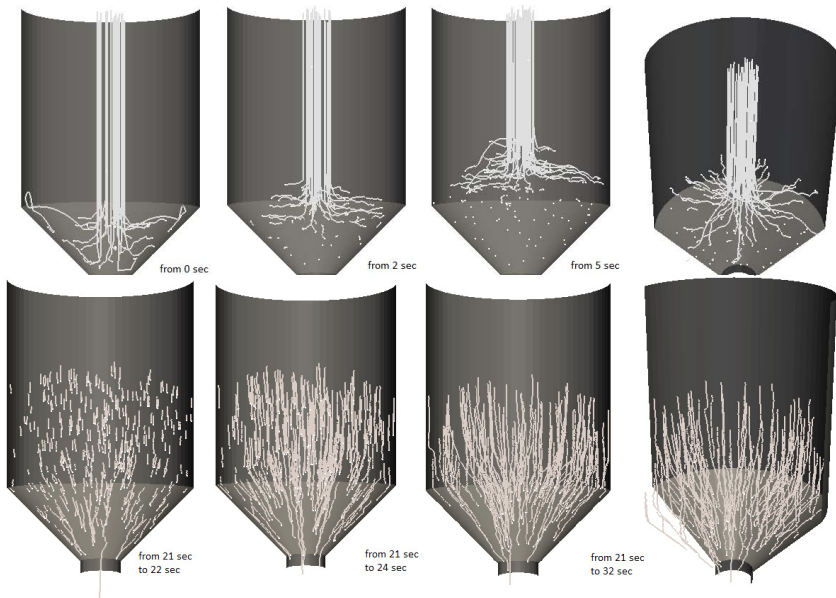 from 0 sec
from 2 sec
from 5 sec
from 21 sec
to 22 sec
from 21 sec
to 24 sec
from 21 sec
to 32 sec